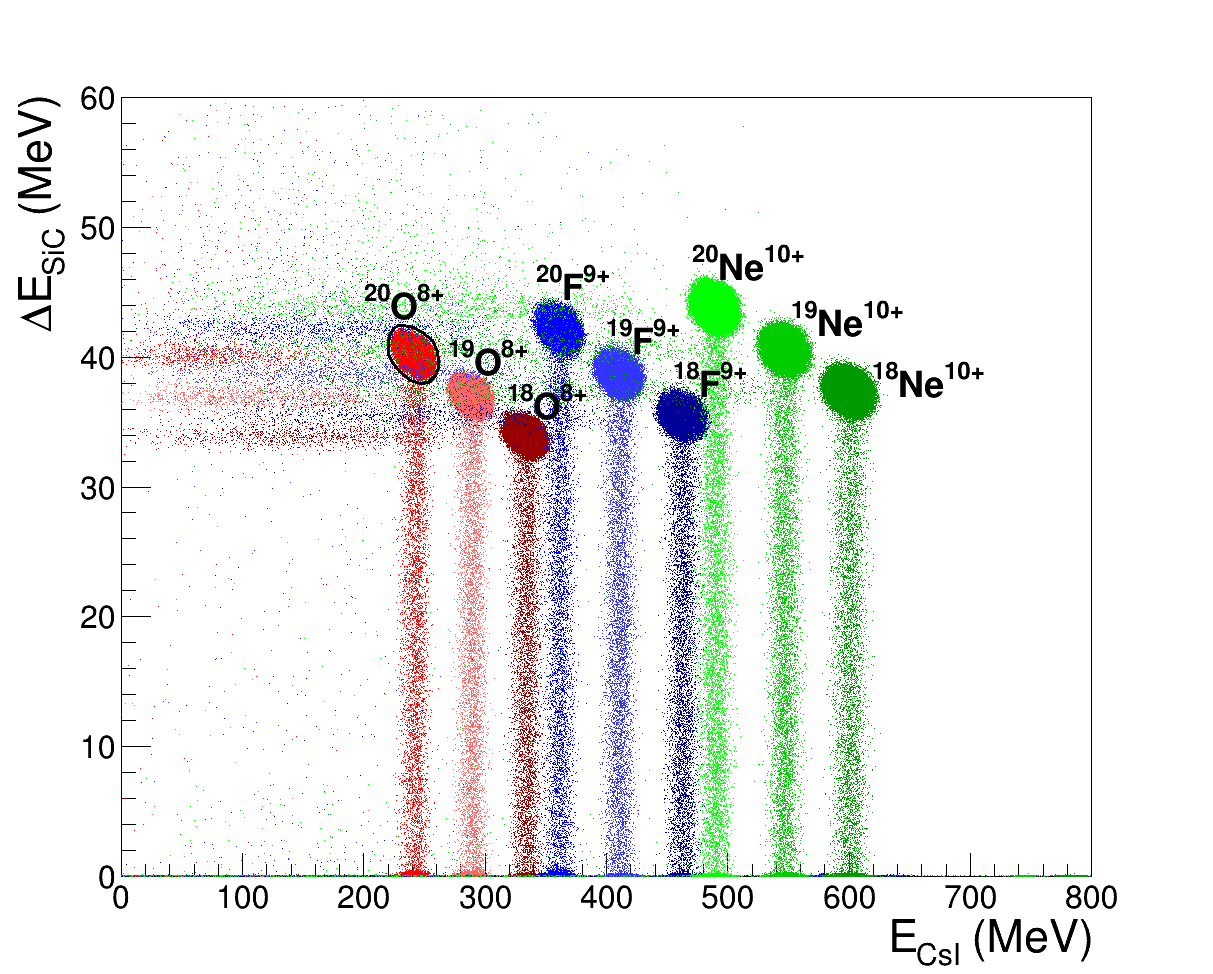 ΔE_SiC (MeV)
60
50
40
30
20
10
0
²⁰O⁸⁺
¹⁹O⁸⁺
¹⁸O⁸⁺
²⁰F⁹⁺
¹⁹F⁹⁺
¹⁸F⁹⁺
²⁰Ne¹⁰⁺
¹⁹Ne¹⁰⁺
¹⁸Ne¹⁰⁺
0 100 200 300 400 500 600 700 800
E_CsI (MeV)